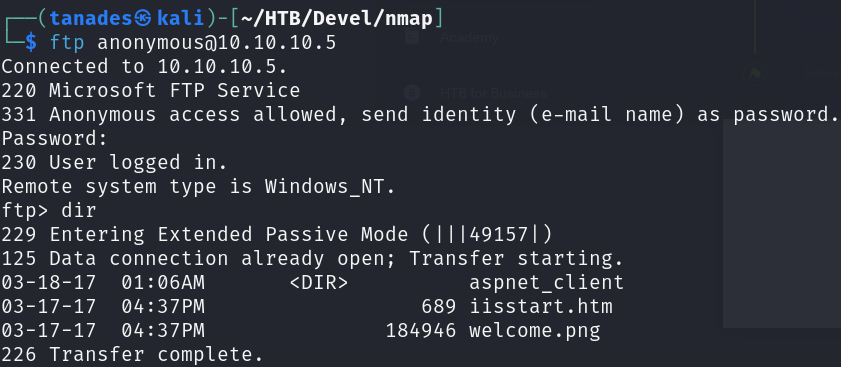 ┌──(tanades㉿kali)-[~/HTB/Devel/nmap]
└─$ ftp anonymous@10.10.10.5
Academy
Connected to 10.10.10.5.
220 Microsoft FTP Service
HTB for Business
331 Anonymous access allowed, send identity (e-mail name) as password.
Password:
230 User logged in.
Remote system type is Windows_NT.
ftp> dir
229 Entering Extended Passive Mode (|||49157|)
125 Data connection already open; Transfer starting.
03-18-17  01:06AM       <DIR>          aspnet_client
03-17-17  04:37PM                  689 iisstart.htm
03-17-17  04:37PM               184946 welcome.png
226 Transfer complete.